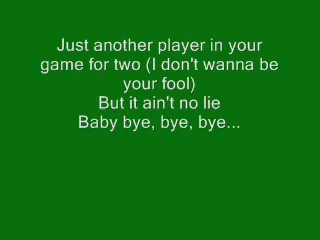 Just another player in your
game for two (I don't wanna be
your fool)
But it ain't no lie
Baby bye, bye, bye...